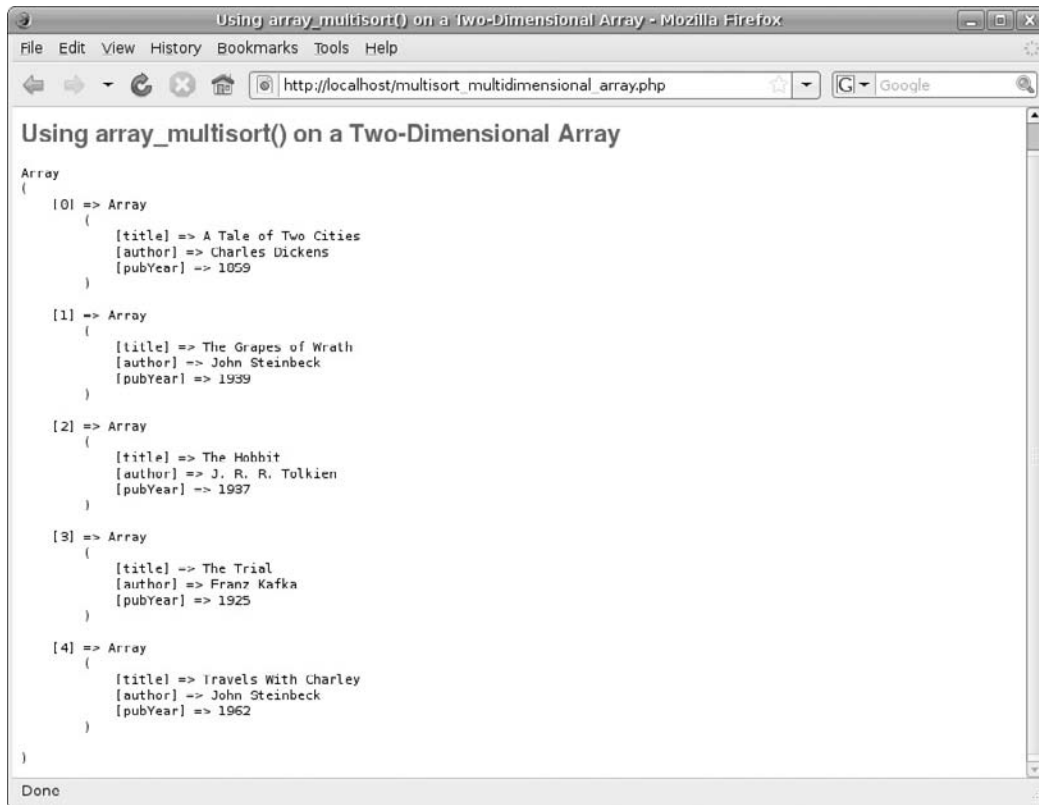 Using array_multisort() on a Two-Dimensional Array - Mozilla Firefox
File Edit View History Bookmarks Tools Help
http://localhost/multisort_multidimensional_array.php
G Google
Using array_multisort() on a Two-Dimensional Array
Array
(
[0] => Array
(
[title] => A Tale of Two Cities
[author] => Charles Dickens
[pubYear] => 1859
)
[1] => Array
(
[title] => The Grapes of Wrath
[author] => John Steinbeck
[pubYear] => 1939
)
[2] => Array
(
[title] => The Hobbit
[author] => J. R. R. Tolkien
[pubYear] => 1937
)
[3] => Array
(
[title] => The Trial
[author] => Franz Kafka
[pubYear] => 1925
)
[4] => Array
(
[title] => Travels With Charley
[author] => John Steinbeck
[pubYear] => 1962
)
)
Done